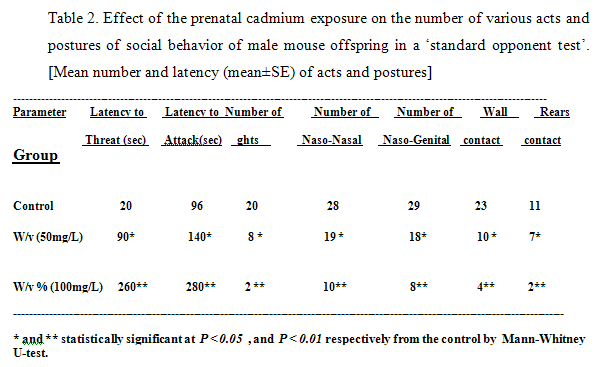 Table 2. Effect of the prenatal cadmium exposure on the number of various acts and
postures of social behavior of male mouse offspring in a ‘standard opponent test’.
[Mean number and latency (mean±SE) of acts and postures]
Parameter Latency to Latency to Number of Number of Number of Wall Rears
Threat (sec) Attack(sec) ghts Naso-Nasal Naso-Genital contact contact
Group
Control 20 96 20 28 29 23 11
W/v (50mg/L) 90* 140* 8 * 19 * 18* 10 * 7*
W/v % (100mg/L) 260** 280** 2 ** 10** 8** 4** 2**
* and ** statistically significant at P<0.05 ,and P< 0.01 respectively from the control by Mann-Whitney
U-test.